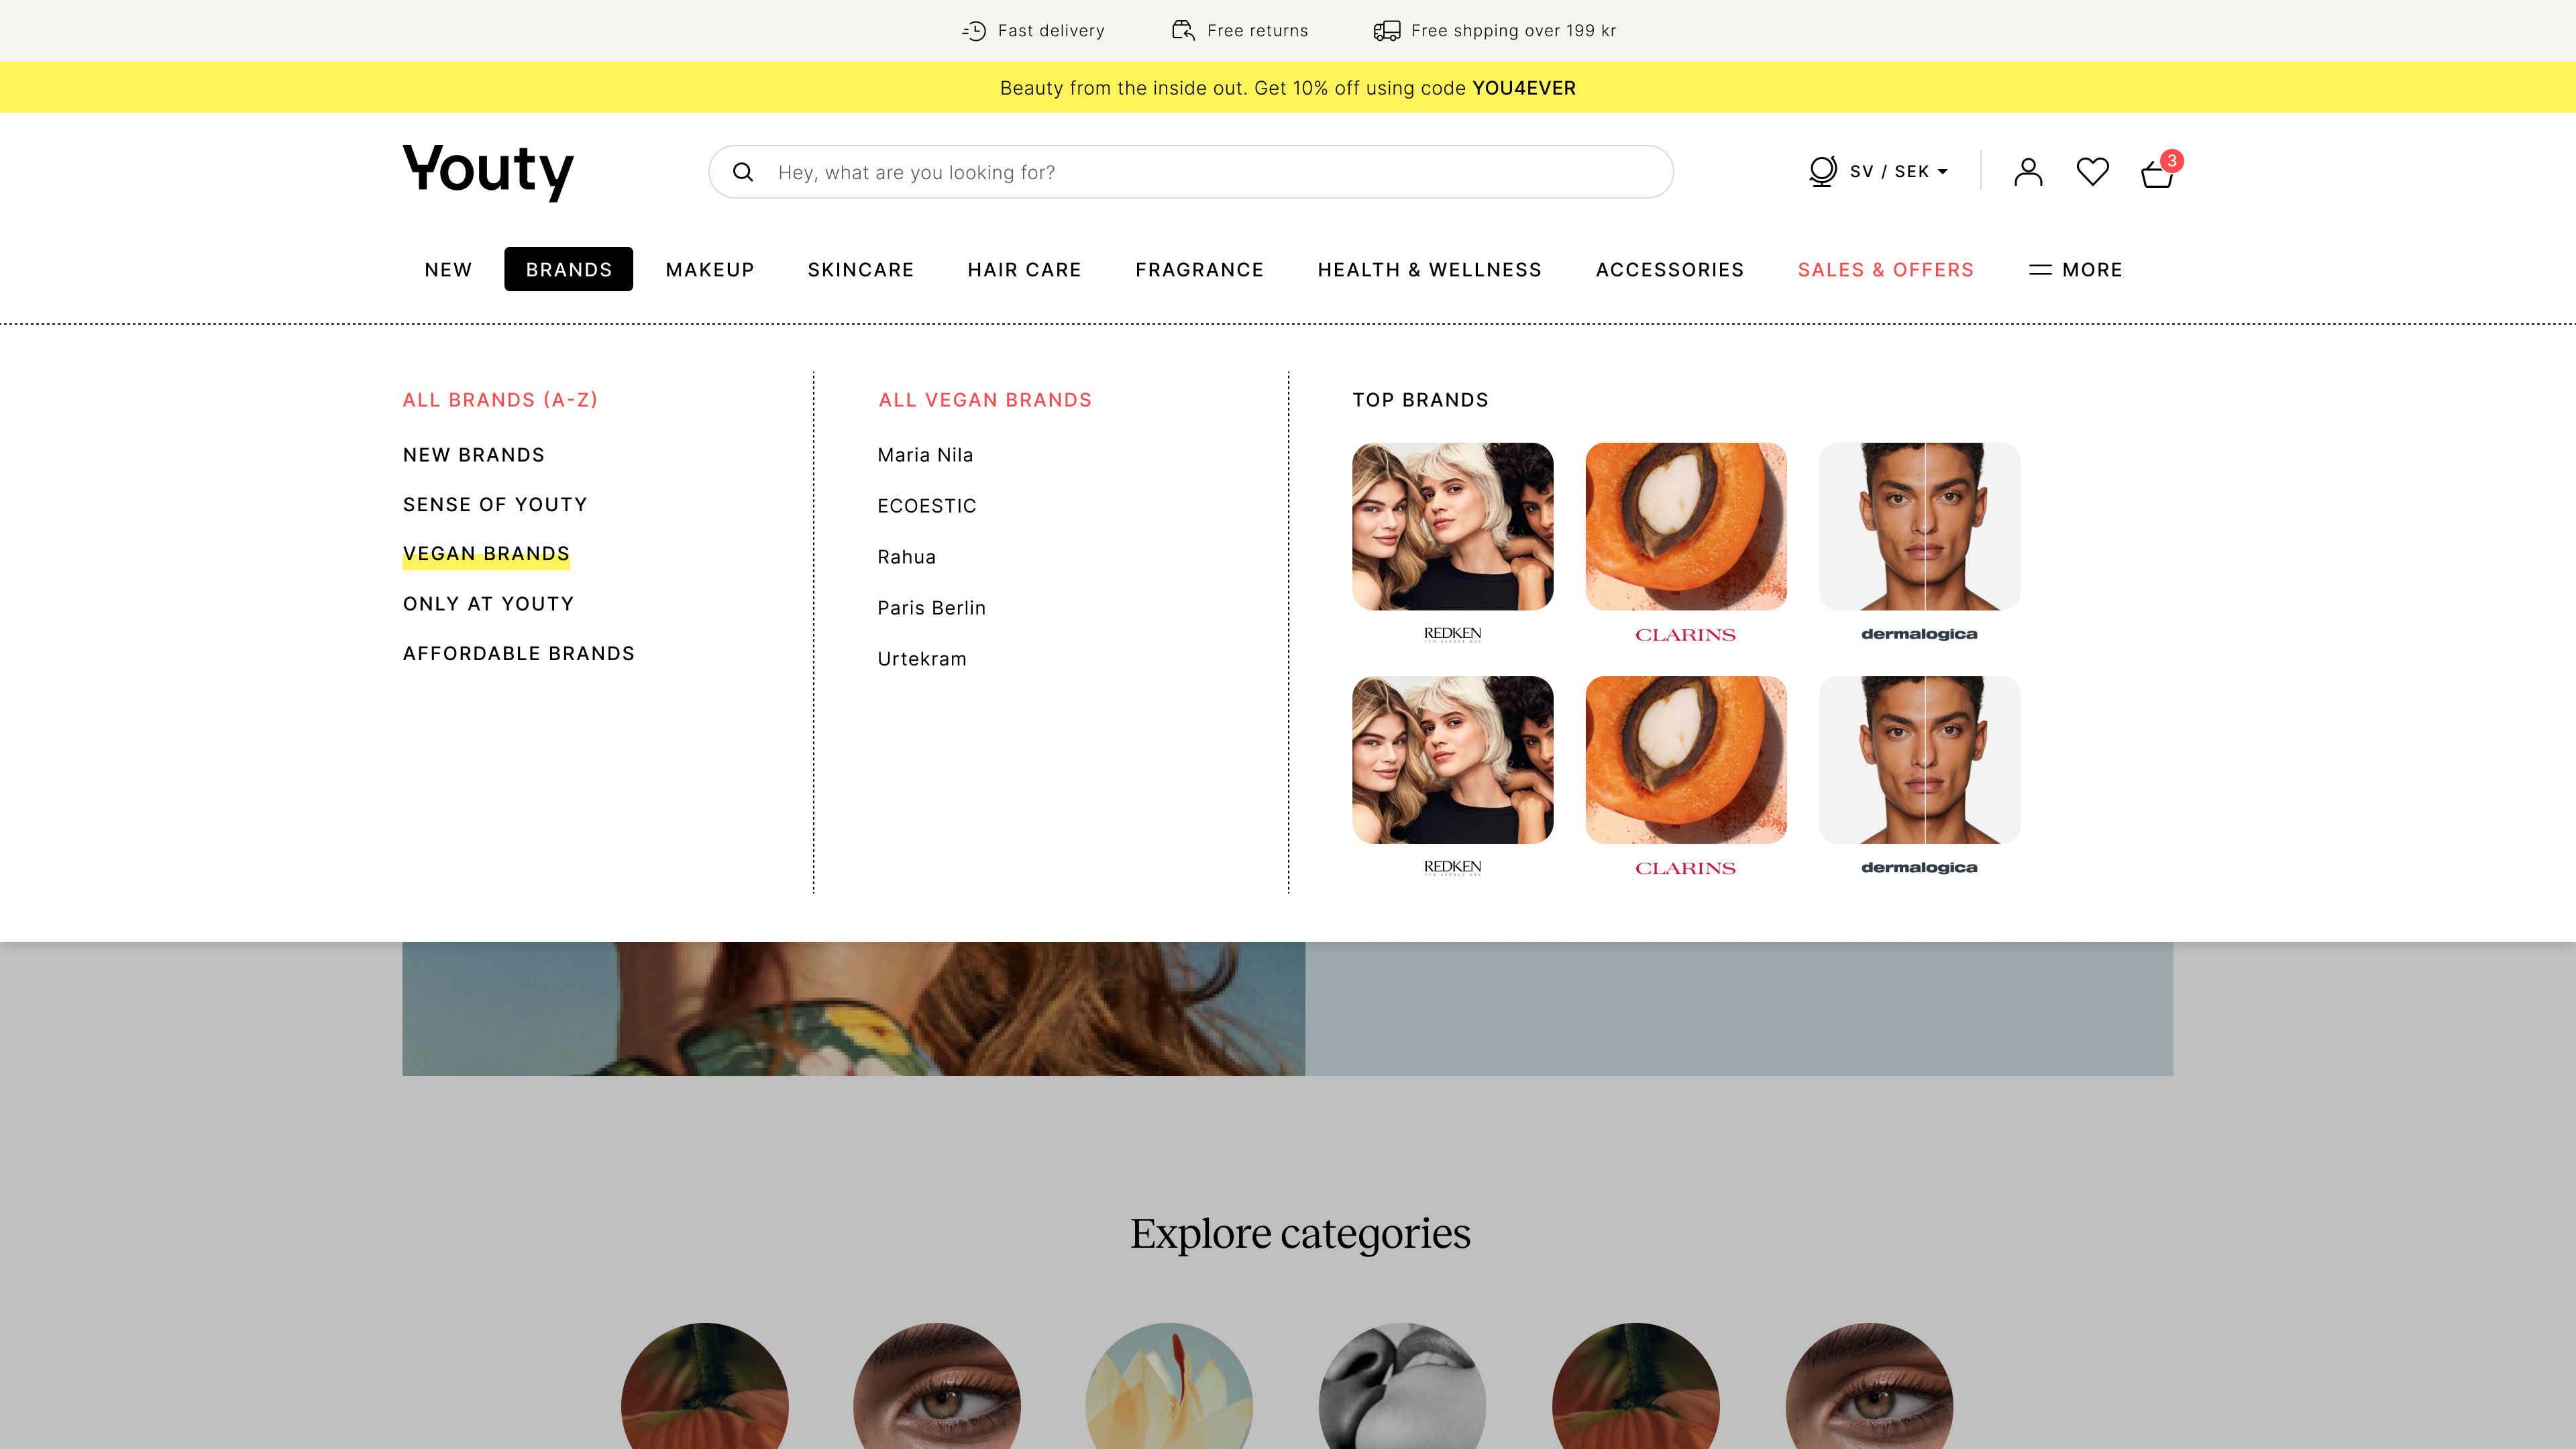 Fast delivery
Free returns
Free shpping over 199 kr
Beauty from the inside out. Get 10% off using code YOU4EVER
Youty
Hey, what are you looking for?
SV / SEK
3
NEW
BRANDS
MAKEUP
SKINCARE
HAIR CARE
FRAGRANCE
HEALTH & WELLNESS
ACCESSORIES
SALES & OFFERS
MORE
ALL BRANDS (A-Z)
NEW BRANDS
SENSE OF YOUTY
VEGAN BRANDS
ONLY AT YOUTY
AFFORDABLE BRANDS
ALL VEGAN BRANDS
Maria Nila
ECOESTIC
Rahua
Paris Berlin
Urtekram
TOP BRANDS
REDKEN
CLARINS
dermalogica
REDKEN
CLARINS
dermalogica
Explore categories